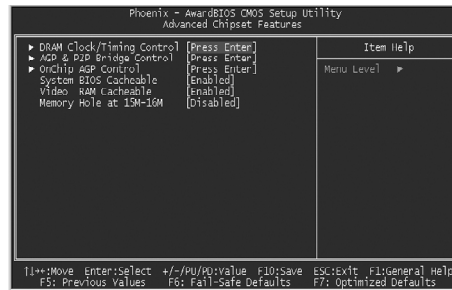 Phoenix - AwardBIOS CMOS Setup Utility
Advanced Chipset Features
▶ DRAM Clock/Timing Control [Press Enter]
▶ AGP & P2P Bridge Control [Press Enter]
▶ OnChip AGP Control [Press Enter]
System BIOS Cacheable [Enabled]
Video RAM Cacheable [Enabled]
Memory Hole at 15M-16M [Disabled]
Item Help
Menu Level ▶
↑↓→←:Move Enter:Select +/-/PU/PD:Value F10:Save ESC:Exit F1:General Help
F5: Previous Values F6: Fail-Safe Defaults F7: Optimized Defaults